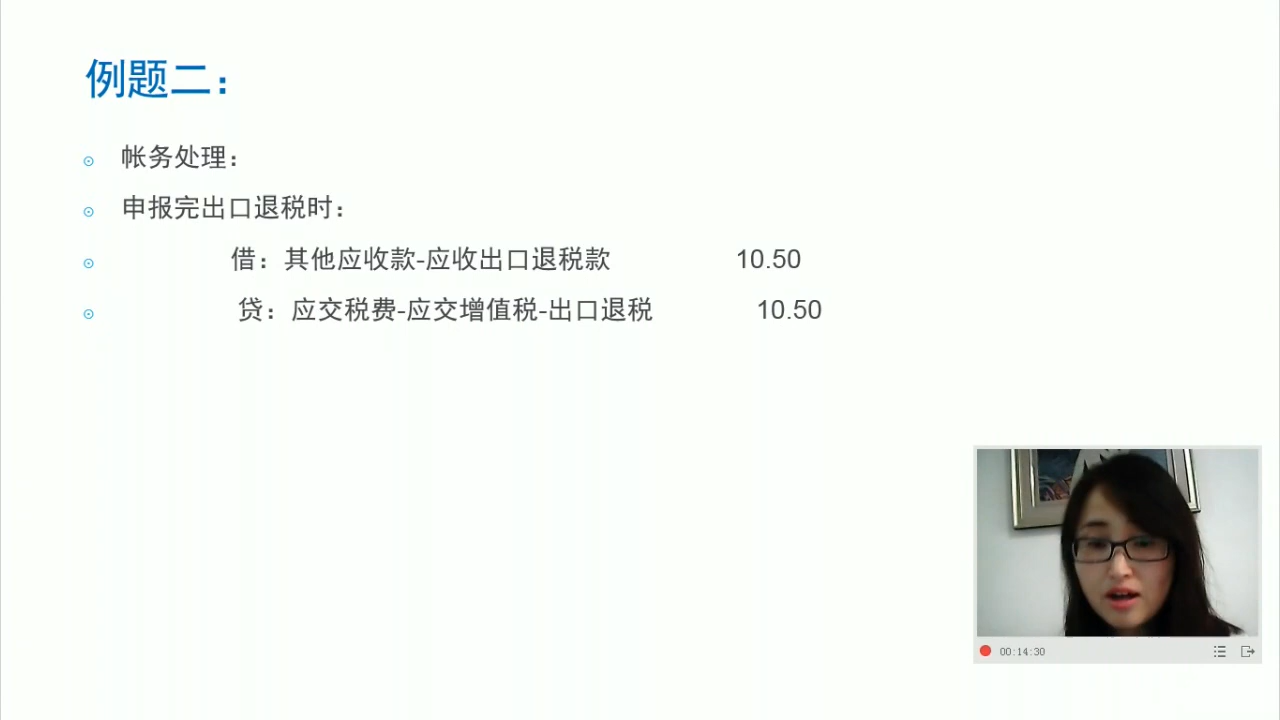 例题二：
帐务处理：
申报完出口退税时：
借：其他应收款-应收出口退税款 10.50
贷：应交税费-应交增值税-出口退税 10.50
00:14:30